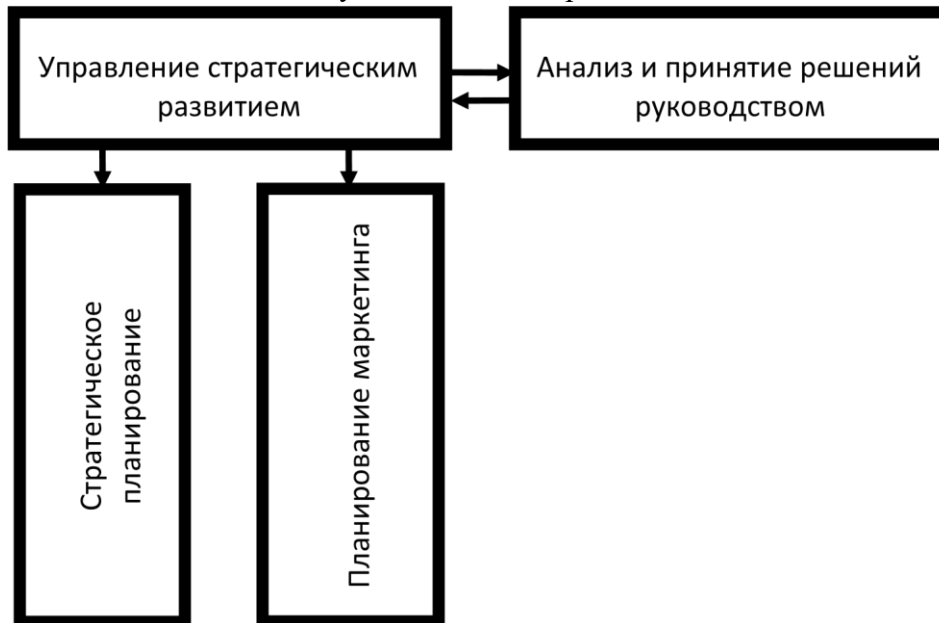 Управление стратегическим
развитием
Анализ и принятие решений
руководством
Стратегическое
планирование
Планирование маркетинга